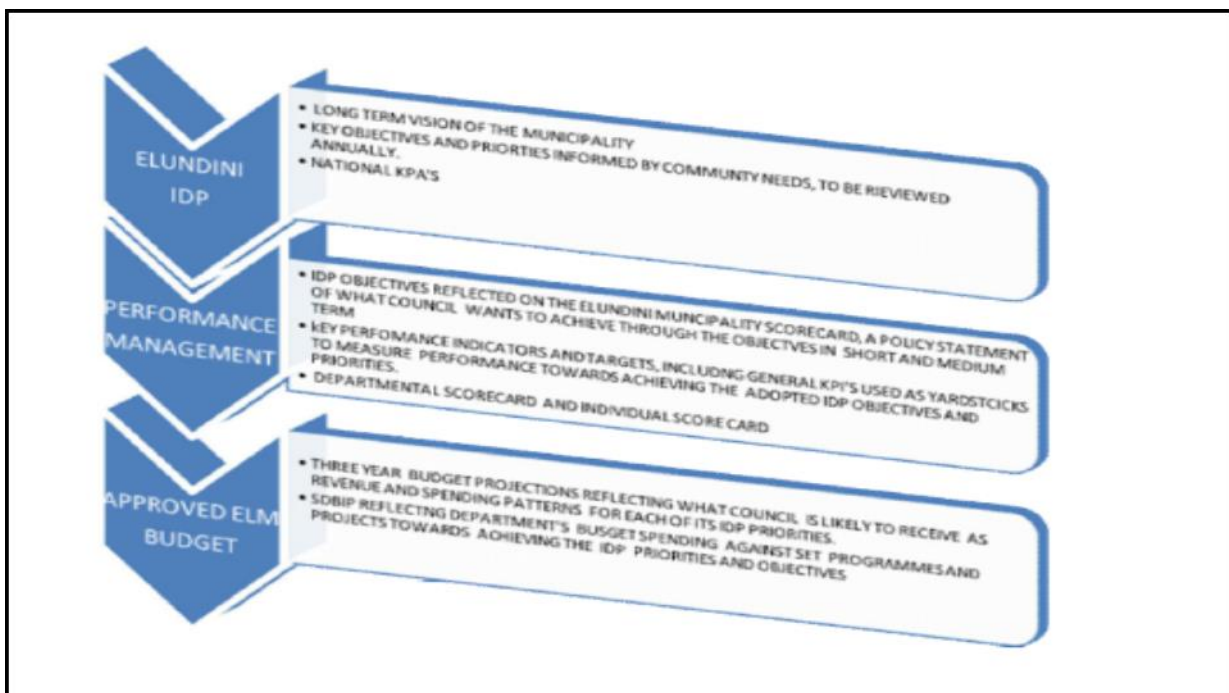 ELUNDINI
IDP
• LONG TERM VISION OF THE MUNICIPALITY
• KEY OBJECTIVES AND PRIORTIES INFORMED BY COMMUNTY NEEDS, TO BE RIEVIEWED
ANNUALLY.
• NATIONAL KPA'S
PERFORMANCE
MANAGEMENT
• IDP OBJECTIVES REFLECTED ON THE ELUNDINI MUNCIPALITY SCORECARD, A POLICY STATEMENT
OF WHAT COUNCIL WANTS TO ACHIEVE THROUGH THE OBJECTVES IN SHORT AND MEDIUM
TERM
• kEY PERFOMANCE INDICATORS AND TARGETS, INCLUDNG GENERAL KPI'S USED AS YARDSTCICKS
TO MEASURE PERFORMANCE TOWARDS ACHIEVING THE ADOPTED IDP OBJECTIVES AND
PRIORITIES.
• DEPARTMENTAL SCORECARD AND INDIVIDUAL SCORE CARD
APPROVED ELM
BUDGET
• THREE YEAR BUDGET PROJECTIONS REFLECTING WHAT COUNCIL IS LIKELY TO RECEIVE AS
REVENUE AND SPENDING PATTERNS FOR EACH OF ITS IDP PRIORITIES.
• SDBIP REFLECTNG DEPARTMENT'S BUSGET SPENDING AGAINST SET PROGRAMMES AND
PROJECTS TOWARDS ACHIEVING THE IDP PRIORITIES AND OBJECTIVES